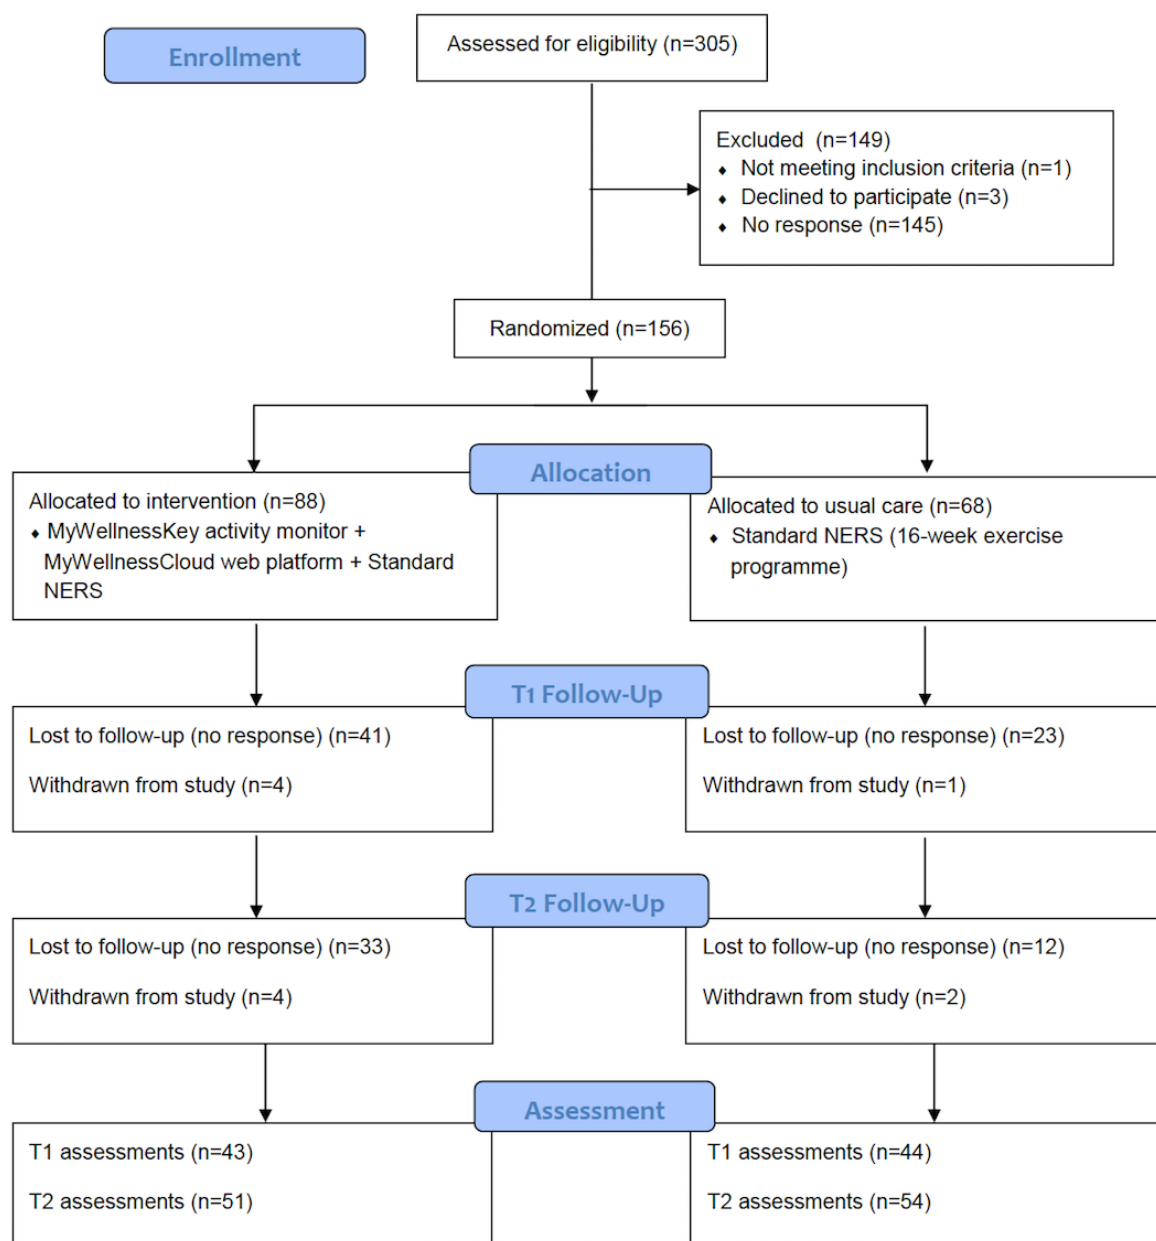 Enrollment
Assessed for eligibility (n=305)
Excluded (n=149)
♦ Not meeting inclusion criteria (n=1)
♦ Declined to participate (n=3)
♦ No response (n=145)
Randomized (n=156)
Allocation
Allocated to intervention (n=88)
♦ MyWellnessKey activity monitor +
MyWellnessCloud web platform + Standard
NERS
Allocated to usual care (n=68)
♦ Standard NERS (16-week exercise
programme)
T1 Follow-Up
Lost to follow-up (no response) (n=41)
Withdrawn from study (n=4)
Lost to follow-up (no response) (n=23)
Withdrawn from study (n=1)
T2 Follow-Up
Lost to follow-up (no response) (n=33)
Withdrawn from study (n=4)
Lost to follow-up (no response) (n=12)
Withdrawn from study (n=2)
Assessment
T1 assessments (n=43)
T2 assessments (n=51)
T1 assessments (n=44)
T2 assessments (n=54)